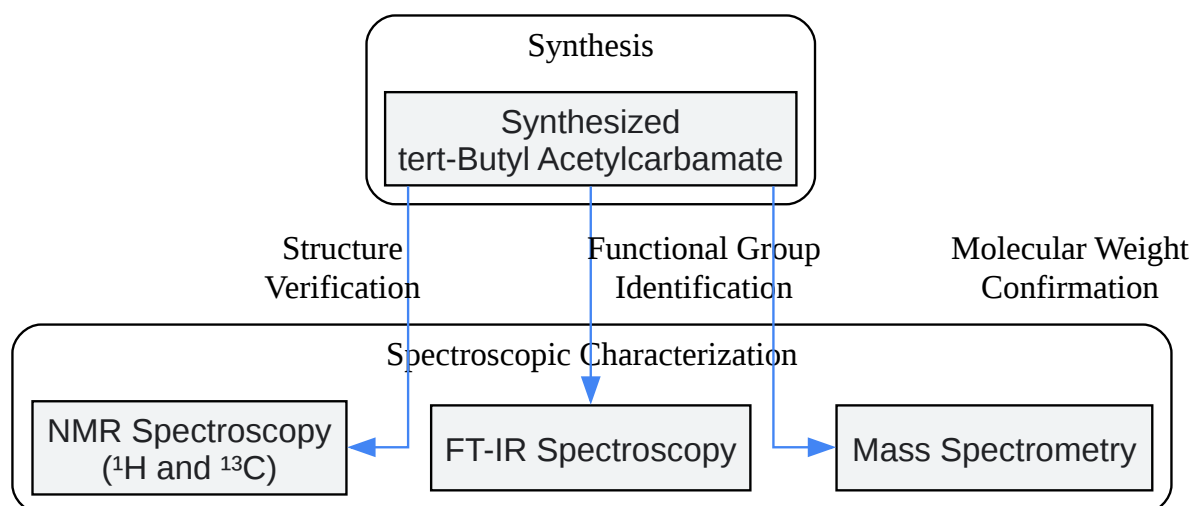 Synthesis
Synthesized
tert-Butyl Acetylcarbamate
Structure
Verification
Functional Group
Identification
Molecular Weight
Confirmation
Spectroscopic Characterization
NMR Spectroscopy
(¹H and ¹³C)
FT-IR Spectroscopy
Mass Spectrometry